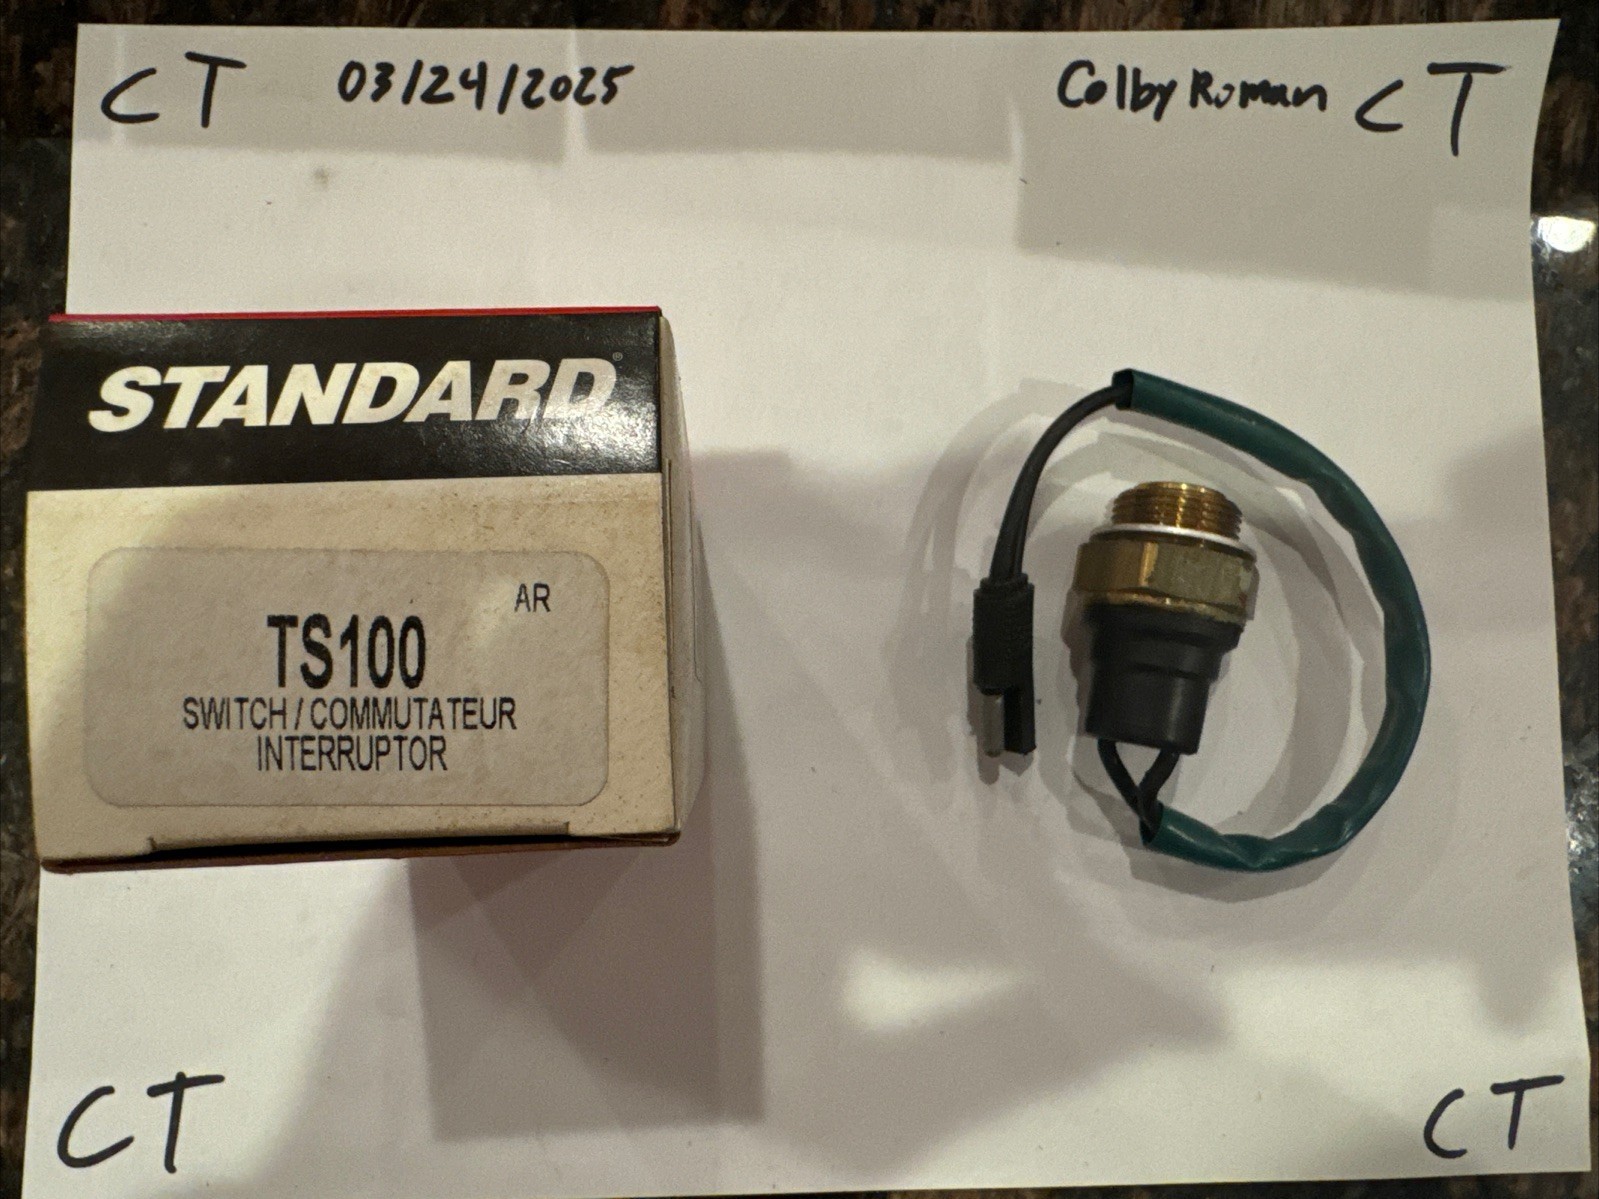 CT 03/24/2025 Colby Roman CT
STANDARD®
AR
TS100
SWITCH / COMMUTATEUR
INTERRUPTOR
CT CT